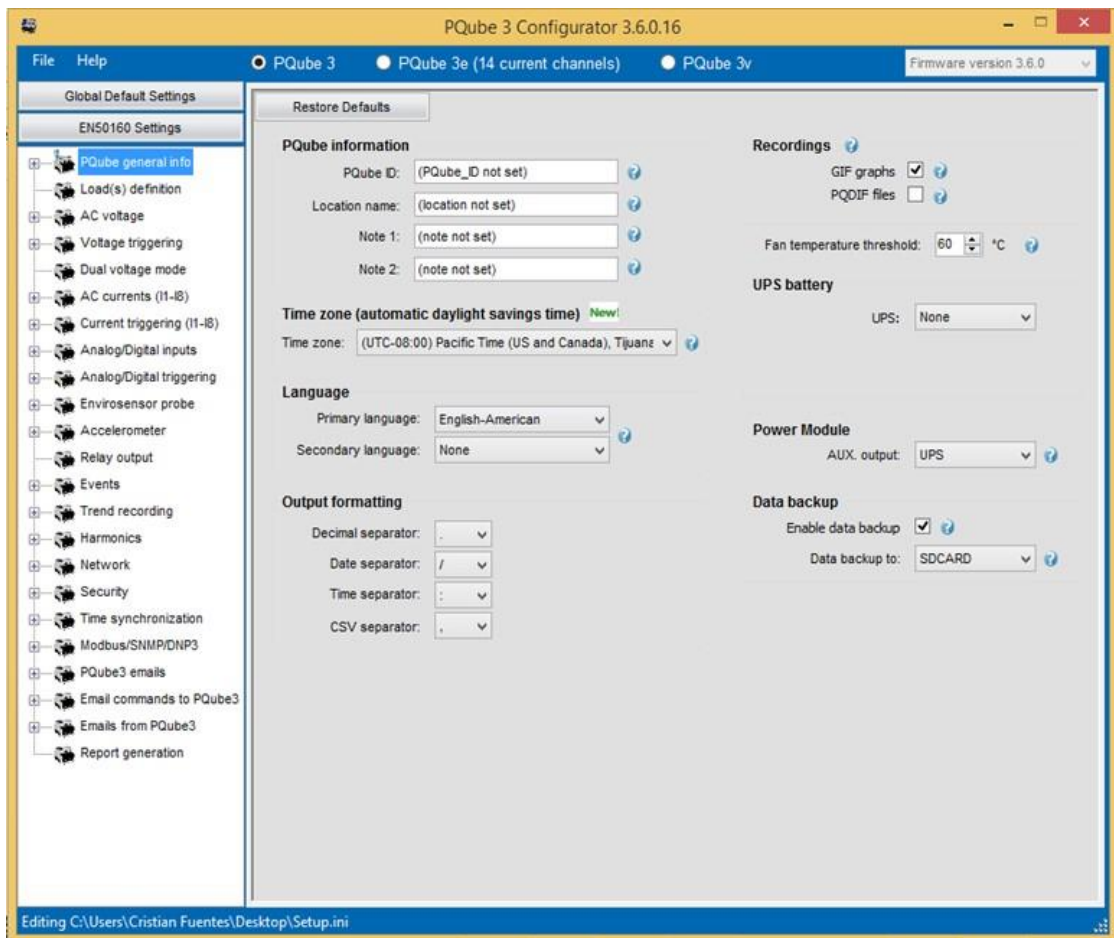 PQube 3 Configurator 3.6.0.16
File Help PQube 3 PQube 3e (14 current channels) PQube 3v Firmware version 3.6.0
Global Default Settings
EN50160 Settings
PQube general info
Load(s) definition
AC voltage
Voltage triggering
Dual voltage mode
AC currents (I1-I8)
Current triggering (I1-I8)
Analog/Digital inputs
Analog/Digital triggering
Envirosensor probe
Accelerometer
Relay output
Events
Trend recording
Harmonics
Network
Security
Time synchronization
Modbus/SNMP/DNP3
PQube3 emails
Email commands to PQube3
Emails from PQube3
Report generation
Restore Defaults
PQube information
PQube ID: (PQube_ID not set)
Location name: (location not set)
Note 1: (note not set)
Note 2: (note not set)
Time zone (automatic daylight savings time) New!
Time zone: (UTC-08:00) Pacific Time (US and Canada), Tijuana
Language
Primary language: English-American
Secondary language: None
Output formatting
Decimal separator: .
Date separator: /
Time separator: :
CSV separator: ,
Recordings
GIF graphs
PQDIF files
Fan temperature threshold: 60 °C
UPS battery
UPS: None
Power Module
AUX. output: UPS
Data backup
Enable data backup
Data backup to: SDCARD
Editing C:\Users\Cristian Fuentes\Desktop\Setup.ini